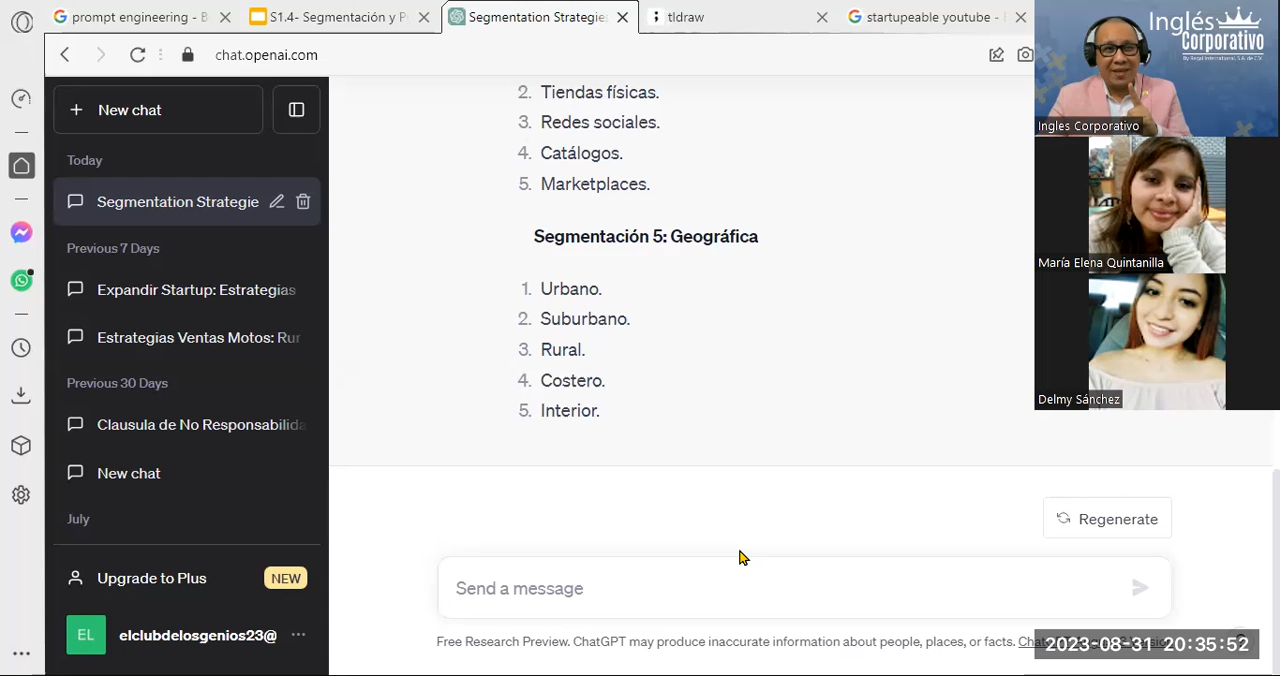 prompt engineering - B
S1.4- Segmentación y P
Segmentation Strategies
tldraw
startupeable youtube -
chat.openai.com
New chat
Today
Segmentation Strategie
Previous 7 Days
Expandir Startup: Estrategias
Estrategias Ventas Motos: Rur
Previous 30 Days
Clausula de No Responsabilida
New chat
July
Upgrade to Plus
NEW
EL
elclubdelosgenios23@
2. Tiendas físicas.
3. Redes sociales.
4. Catálogos.
5. Marketplaces.
Segmentación 5: Geográfica
1. Urbano.
2. Suburbano.
3. Rural.
4. Costero.
5. Interior.
Regenerate
Send a message
Free Research Preview. ChatGPT may produce inaccurate information about people, places, or facts.
2023-08-31 20:35:52
Inglés
Corporativo
By Regal International, S.A. de C.V.
Ingles Corporativo
María Elena Quintanilla
Delmy Sánchez